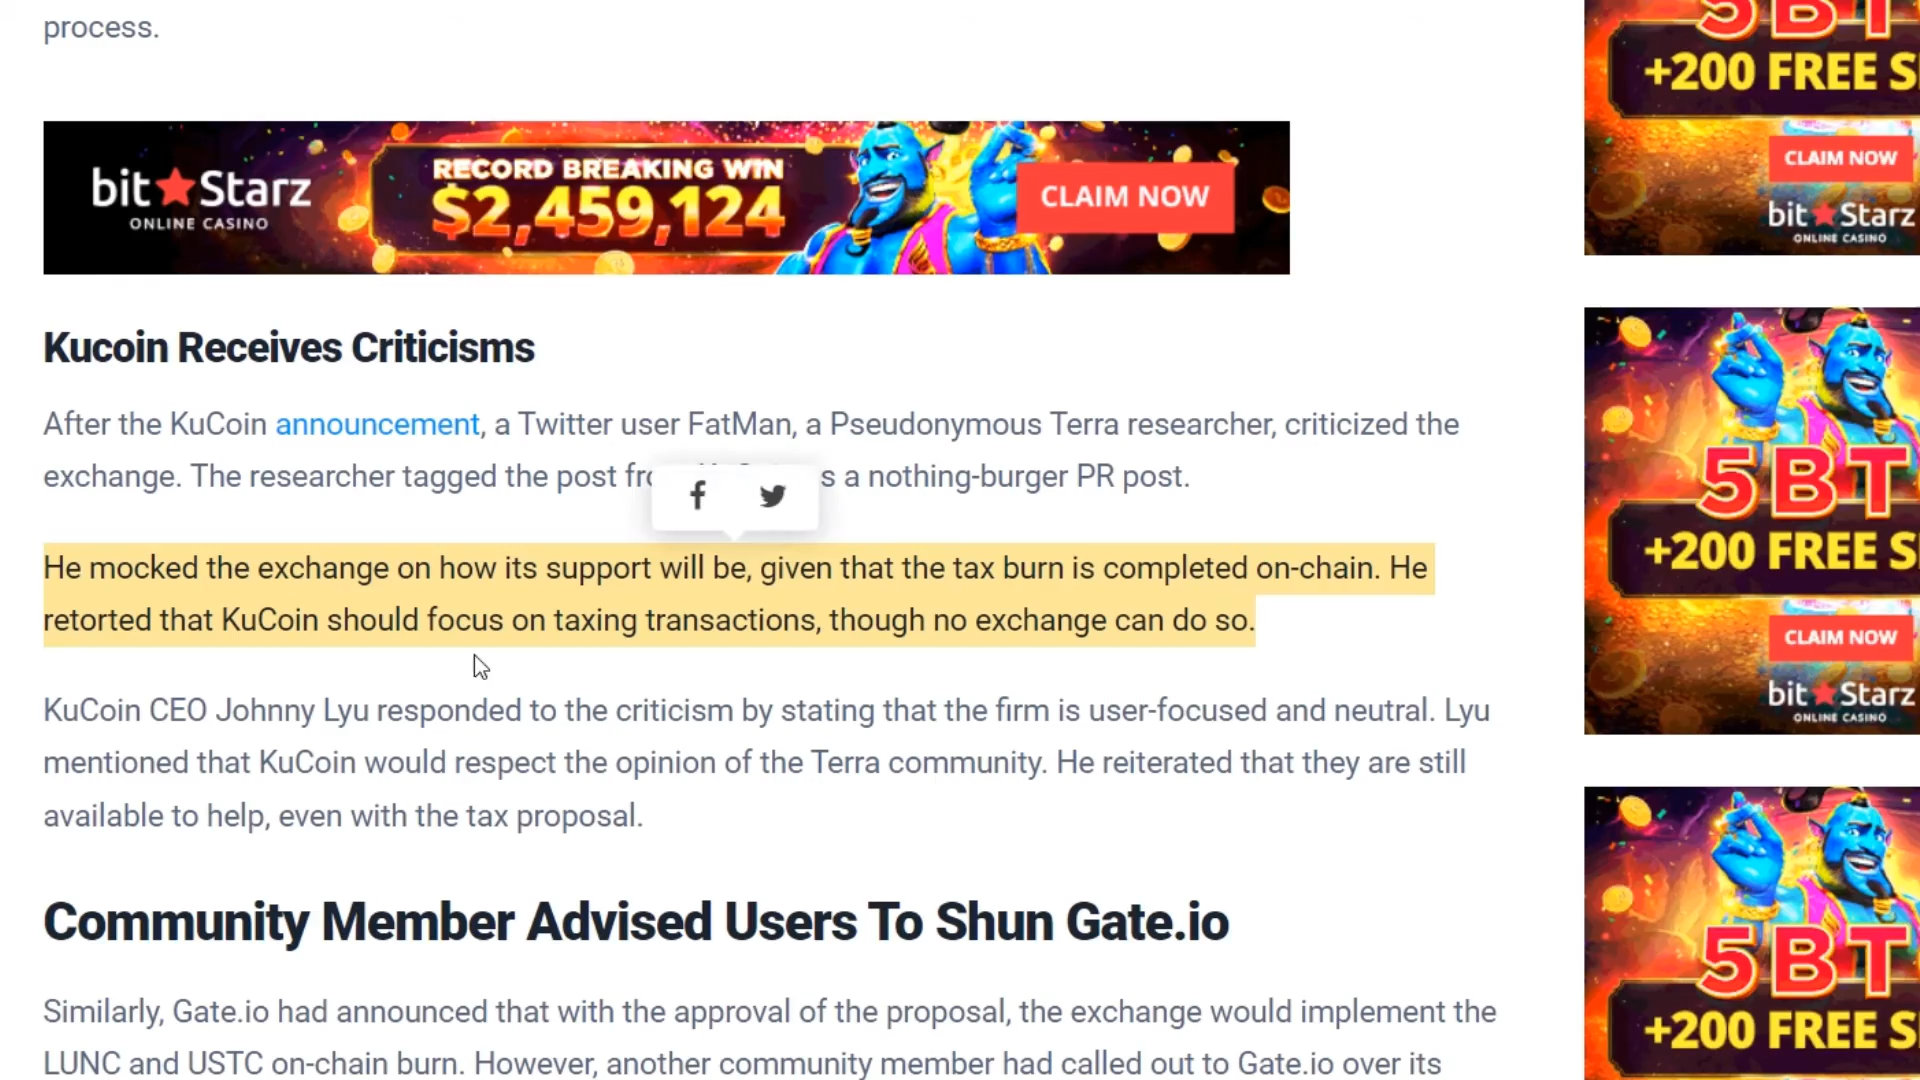 process.
bit Starz
ONLINE CASINO
RECORD BREAKING WIN
$2,459,124
CLAIM NOW
Kucoin Receives Criticisms
After the KuCoin announcement, a Twitter user FatMan, a Pseudonymous Terra researcher, criticized the
exchange. The researcher tagged the post s a nothing-burger PR post.
He mocked the exchange on how its support will be, given that the tax burn is completed on-chain. He
retorted that KuCoin should focus on taxing transactions, though no exchange can do so.
KuCoin CEO Johnny Lyu responded to the criticism by stating that the firm is user-focused and neutral. Lyu
mentioned that KuCoin would respect the opinion of the Terra community. He reiterated that they are still
available to help, even with the tax proposal.
Community Member Advised Users To Shun Gate.io
Similarly, Gate.io had announced that with the approval of the proposal, the exchange would implement the
LUNC and USTC on-chain burn. However, another community member had called out to Gate.io over its
5 BT
+200 FREE S
CLAIM NOW
bit Starz
ONLINE CASINO
5 BT
+200 FREE S
CLAIM NOW
bit Starz
ONLINE CASINO
5 BT
+200 FREE S